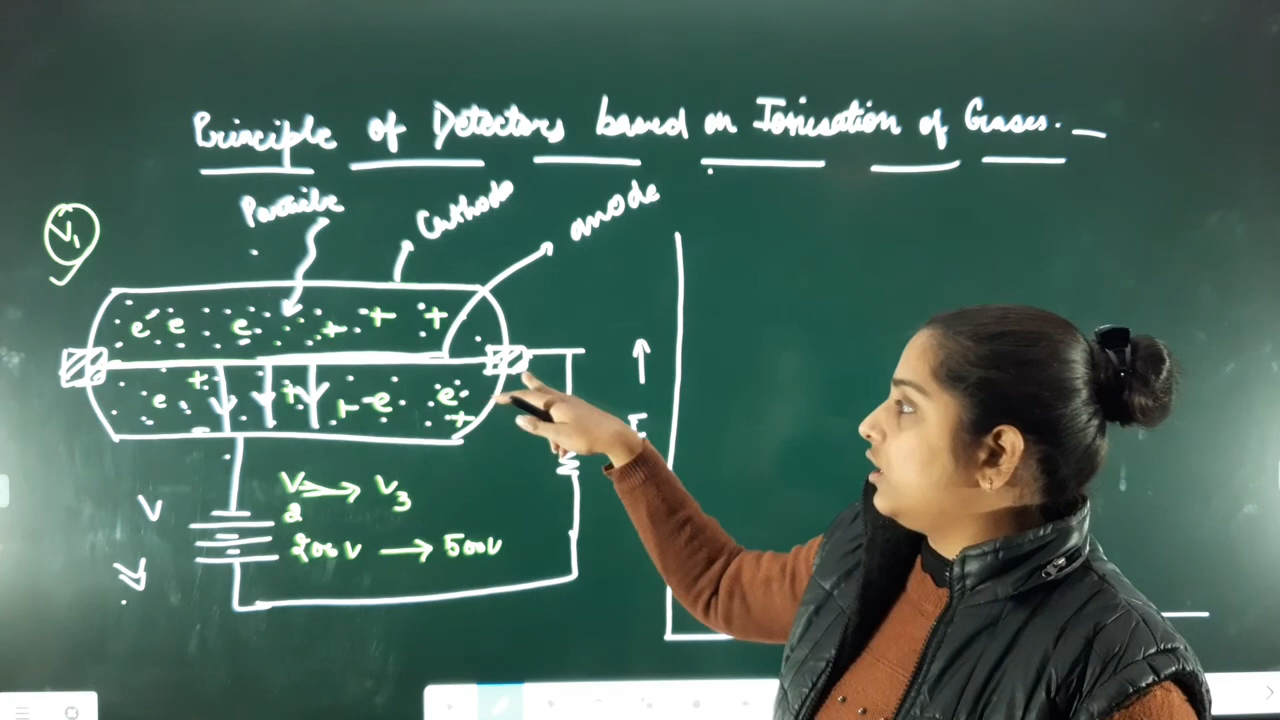 Principle of Detectors based on Ionisation of Gases.
Particle
Cathode
anode
V₁
e⁻ e e + + +
+ e + + e e +
V
V₂ → V₃
200V → 500V